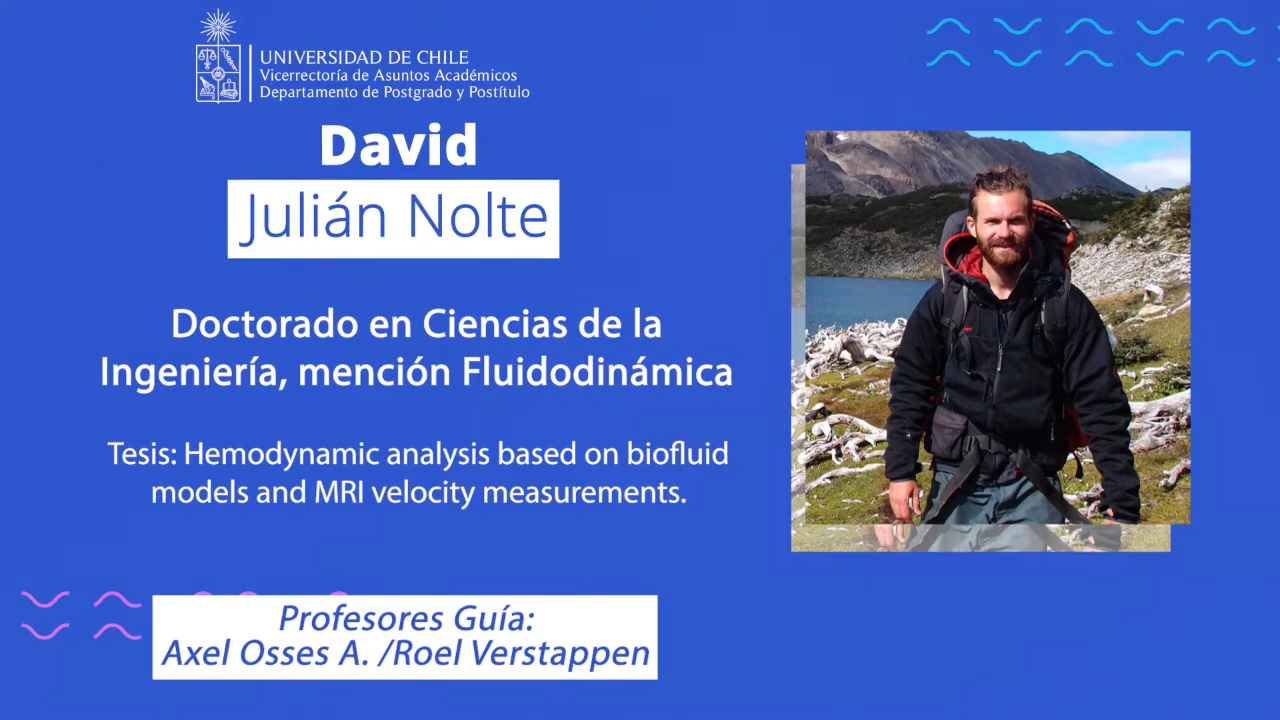 UNIVERSIDAD DE CHILE
Vicerrectoría de Asuntos Académicos
Departamento de Postgrado y Postítulo
David
Julián Nolte
Doctorado en Ciencias de la
Ingeniería, mención Fluidodinámica
Tesis: Hemodynamic analysis based on biofluid
models and MRI velocity measurements.
Profesores Guía:
Axel Osses A. /Roel Verstappen